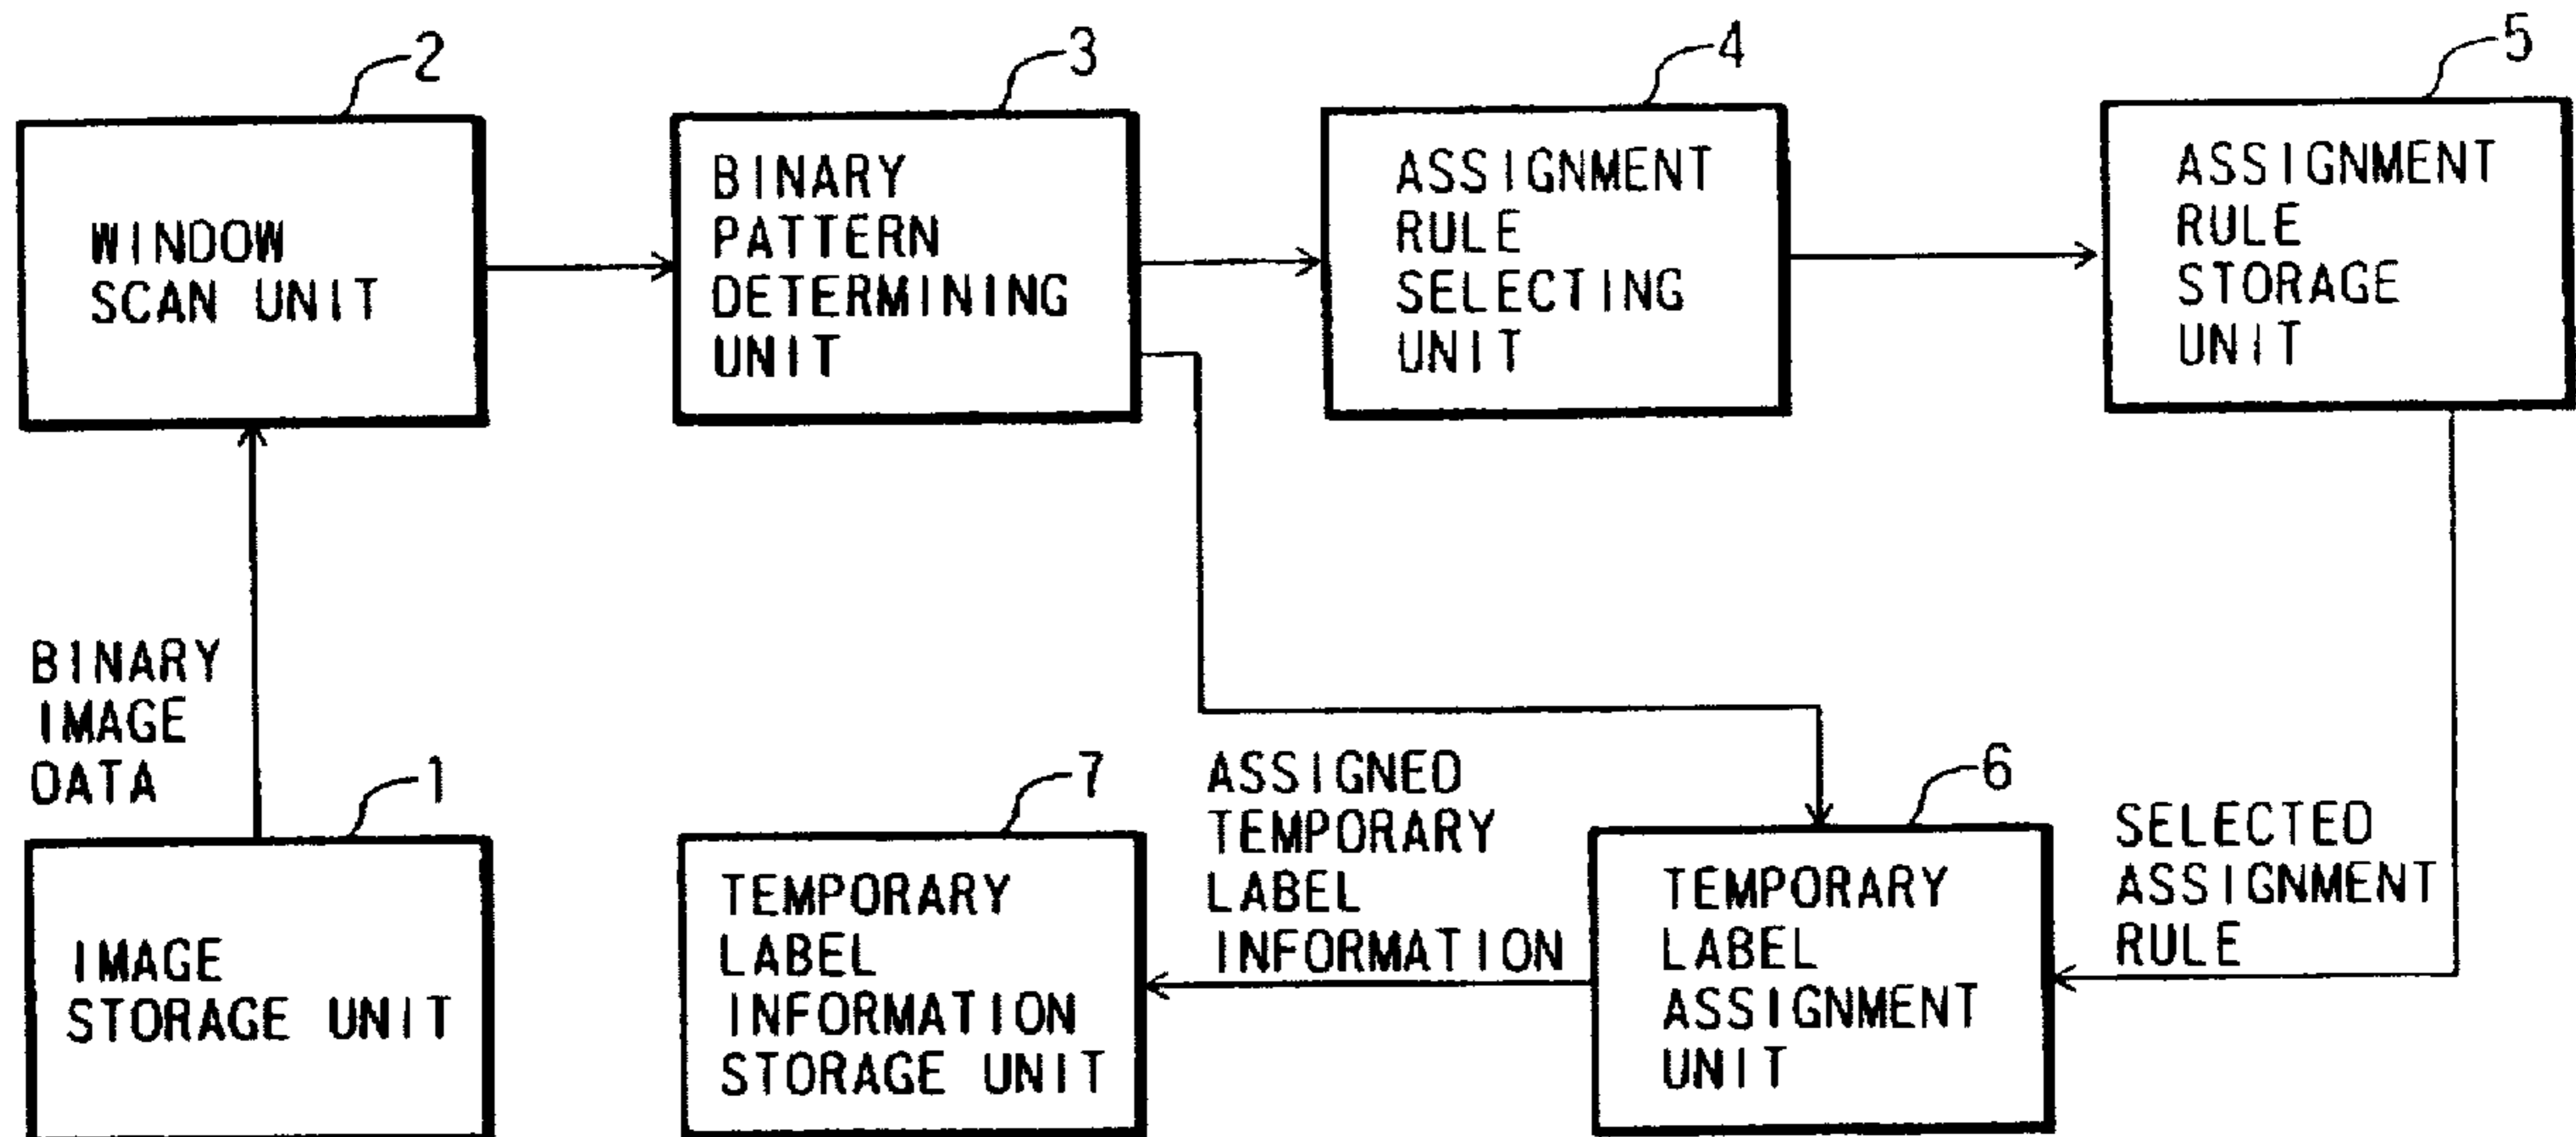 2
3
4
5
WINDOW
SCAN UNIT
BINARY
PATTERN
DETERMINING
UNIT
ASSIGNMENT
RULE
SELECTING
UNIT
ASSIGNMENT
RULE
STORAGE
UNIT
BINARY
IMAGE
DATA
1
IMAGE
STORAGE UNIT
7
TEMPORARY
LABEL
INFORMATION
STORAGE UNIT
ASSIGNED
TEMPORARY
LABEL
INFORMATION
6
TEMPORARY
LABEL
ASSIGNMENT
UNIT
SELECTED
ASSIGNMENT
RULE